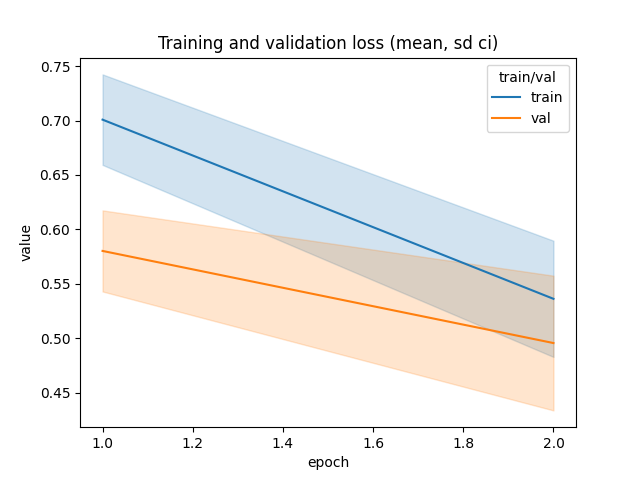 Training and validation loss (mean, sd ci)
train/val
train
val
value
0.75
0.70
0.65
0.60
0.55
0.50
0.45
1.0 1.2 1.4 1.6 1.8 2.0
epoch